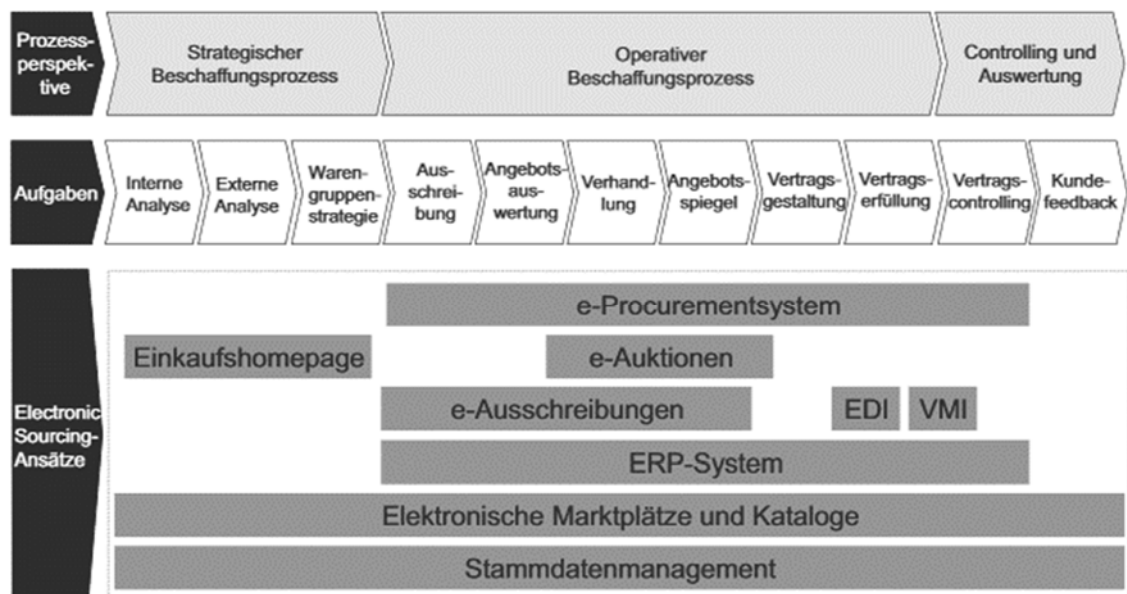 Prozess-
perspek-
tive
Strategischer
Beschaffungsprozess
Operativer
Beschaffungsprozess
Controlling und
Auswertung
Aufgaben
Interne
Analyse
Externe
Analyse
Waren-
gruppen-
strategie
Aus-
schrei-
bung
Angebots-
aus-
wertung
Verhand-
lung
Angebots-
spiegel
Vertrags-
gestaltung
Vertrags-
erfüllung
Vertrags-
controlling
Kunde-
feedback
Electronic
Sourcing-
Ansätze
e-Procurementsystem
Einkaufshomepage
e-Auktionen
e-Ausschreibungen
EDI
VMI
ERP-System
Elektronische Marktplätze und Kataloge
Stammdatenmanagement